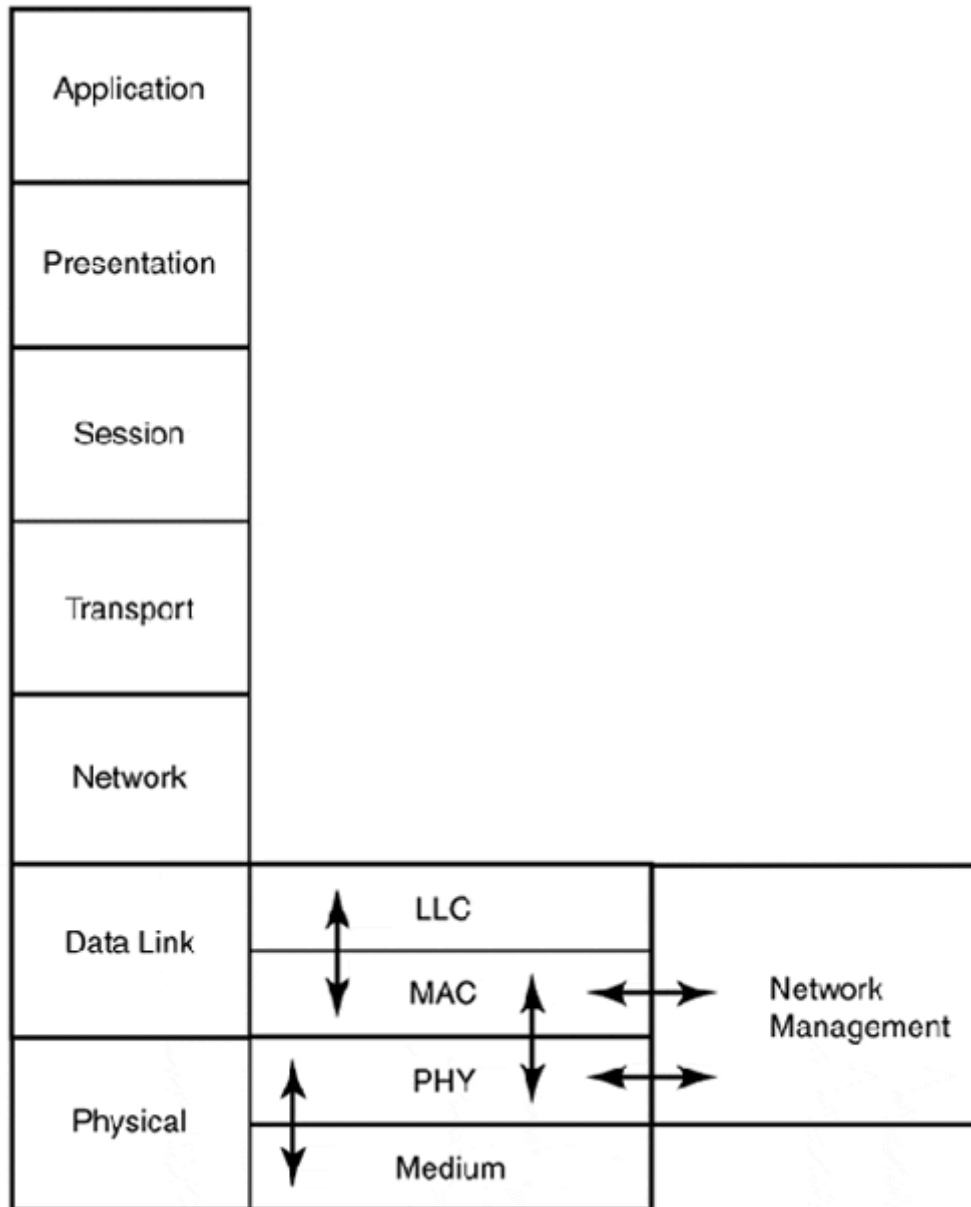 Application
Presentation
Session
Transport
Network
Data Link
LLC
MAC
Network
Management
PHY
Physical
Medium